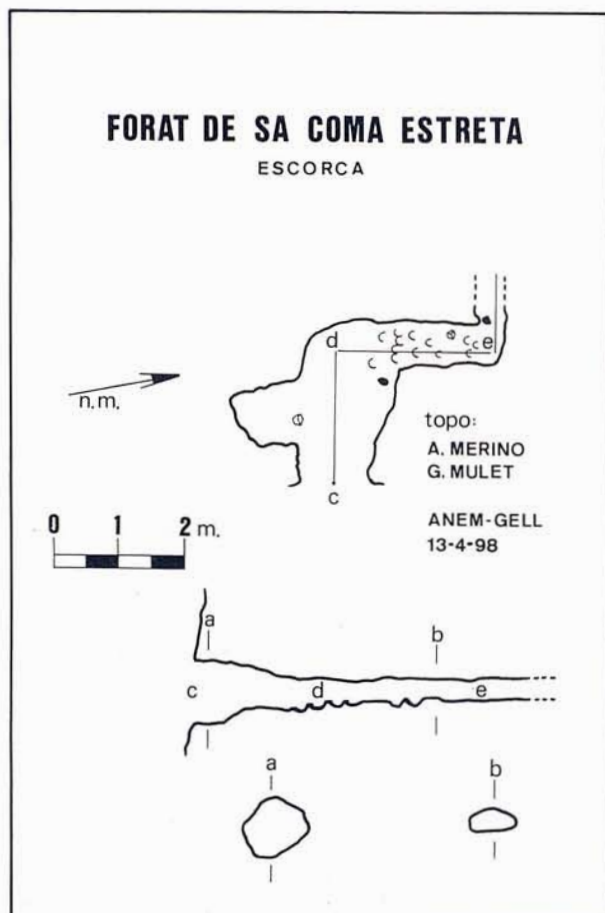 FORAT DE SA COMA ESTRETA
ESCORCA
d e
n.m.
c
topo:
A. MERINO
G. MULET
ANEM-GELL
13-4-98
0 1 2 m.
a b
c d e
a b